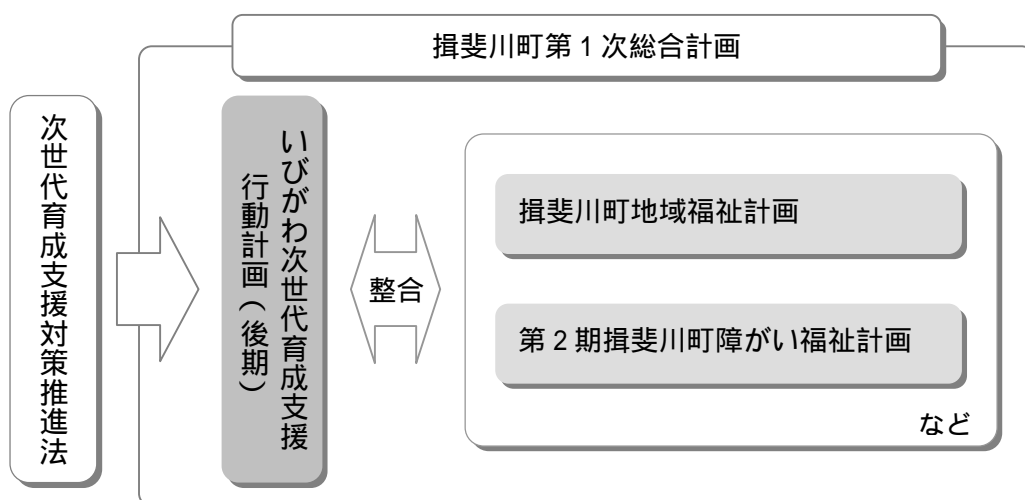 揖斐川町第1次総合計画
次世代育成支援対策推進法
いびがわ次世代育成支援
行動計画（後期）
整合
揖斐川町地域福祉計画
第2期揖斐川町障がい福祉計画
など